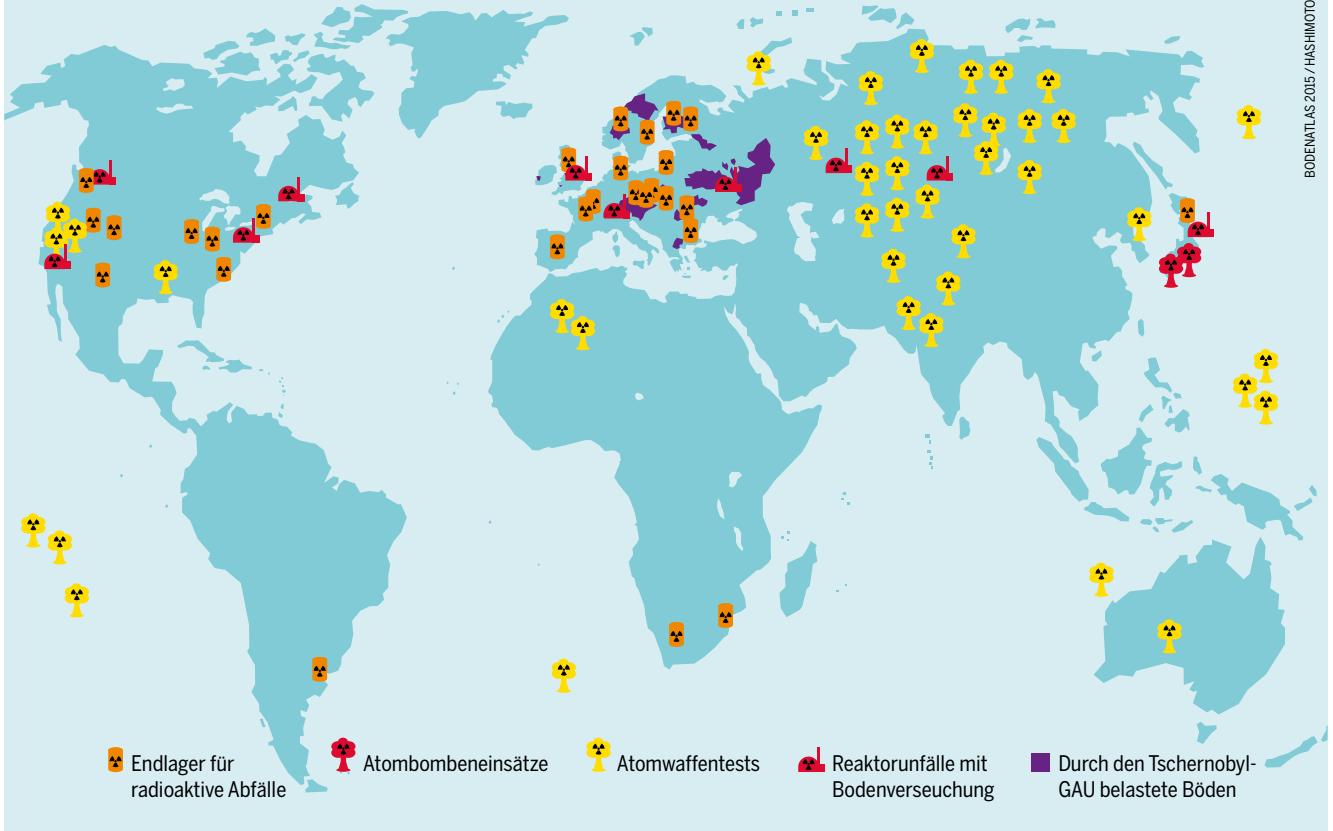 BODENATLAS 2015 / HASHIMOTO
Endlager für
radioaktive Abfälle
Atombombeneinsätze
Atomwaffentests
Reaktorunfälle mit
Bodenverseuchung
Durch den Tschernobyl-
GAU belastete Böden